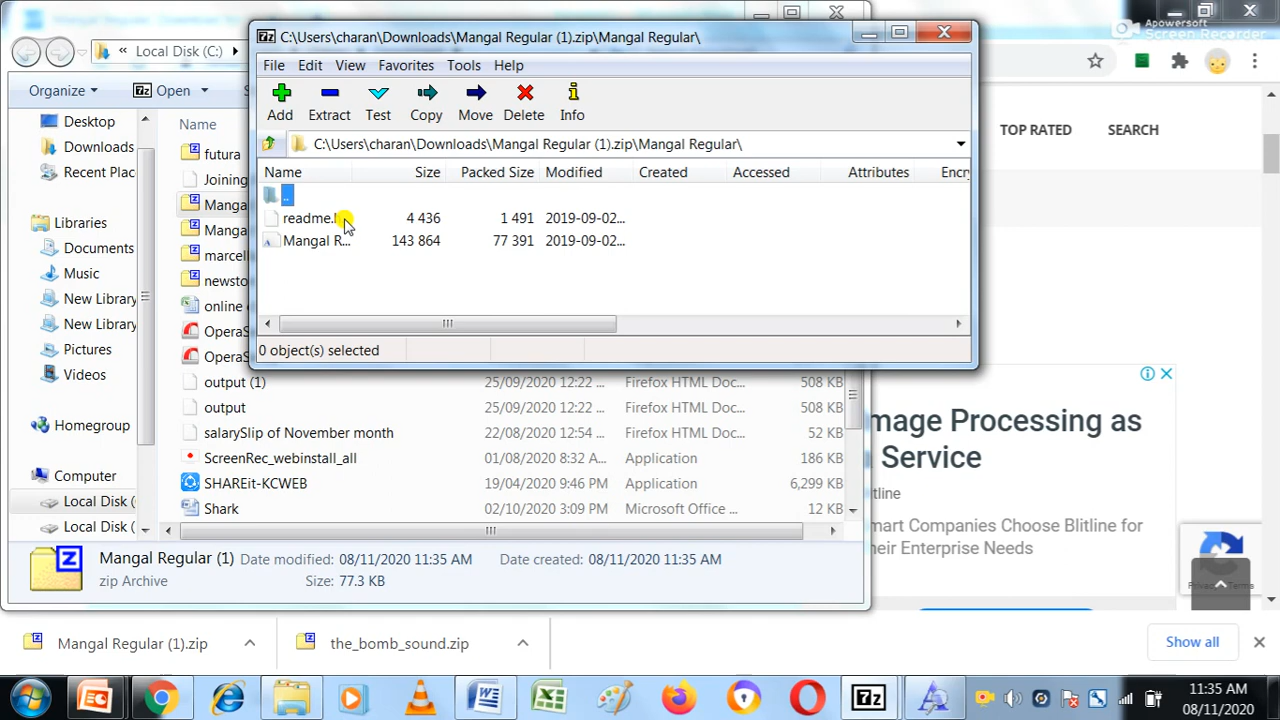 Apowersoft
Screen Recorder
C:\Users\charan\Downloads\Mangal Regular (1).zip\Mangal Regular\
File Edit View Favorites Tools Help
Add Extract Test Copy Move Delete Info
C:\Users\charan\Downloads\Mangal Regular (1).zip\Mangal Regular\
Name Size Packed Size Modified Created Accessed Attributes Encry
..
readme. 4 436 1 491 2019-09-02...
Mangal R... 143 864 77 391 2019-09-02...
0 object(s) selected
« Local Disk (C:)
Organize 7z Open
Name
Desktop
Downloads
Recent Plac
Libraries
Documents
Music
New Library
New Library
Pictures
Videos
Homegroup
Computer
Local Disk (
Local Disk (
futura
Joining
Manga
Manga
marcell
newsto
online
OperaS
OperaS
output (1) 25/09/2020 12:22 ... Firefox HTML Doc... 508 KB
output 25/09/2020 12:22 ... Firefox HTML Doc... 508 KB
salarySlip of November month 22/08/2020 12:54 ... Firefox HTML Doc... 52 KB
ScreenRec_webinstall_all 01/08/2020 8:32 A... Application 186 KB
SHAREit-KCWEB 19/04/2020 9:46 PM Application 6,299 KB
Shark 02/10/2020 3:09 PM Microsoft Office ... 12 KB
Mangal Regular (1) Date modified: 08/11/2020 11:35 AM Date created: 08/11/2020 11:35 AM
zip Archive Size: 77.3 KB
TOP RATED SEARCH
mage Processing as
Service
tline
mart Companies Choose Blitline for
heir Enterprise Needs
Privacy Terms
Mangal Regular (1).zip the_bomb_sound.zip Show all
11:35 AM
08/11/2020